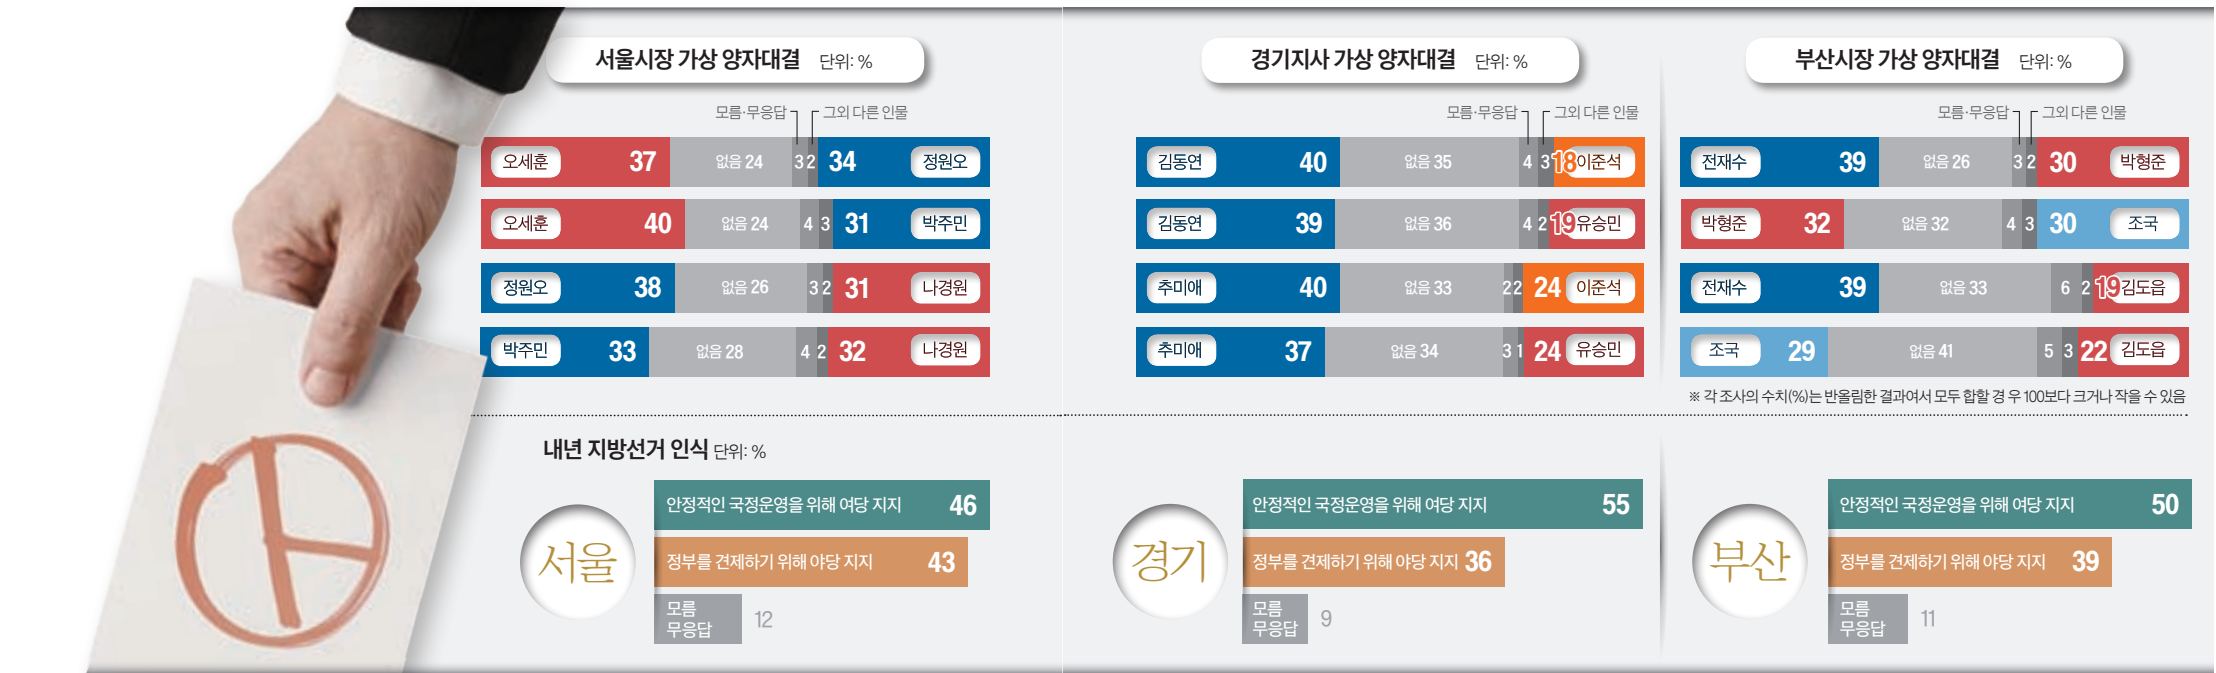 서울시장 가상 양자대결 단위: %
모름·무응답 그외 다른 인물
오세훈 37 없음 24 3 2 34 정원오
오세훈 40 없음 24 4 3 31 박주민
정원오 38 없음 26 3 2 31 나경원
박주민 33 없음 28 4 2 32 나경원
경기지사 가상 양자대결 단위: %
모름·무응답 그외 다른 인물
김동연 40 없음 35 4 3 18 이준석
김동연 39 없음 36 4 2 19 유승민
추미애 40 없음 33 2 2 24 이준석
추미애 37 없음 34 3 1 24 유승민
부산시장 가상 양자대결 단위: %
모름·무응답 그외 다른 인물
전재수 39 없음 26 3 2 30 박형준
박형준 32 없음 32 4 3 30 조국
전재수 39 없음 33 6 2 19 김도읍
조국 29 없음 41 5 3 22 김도읍
※ 각 조사의 수치(%)는 반올림한 결과여서 모두 합할 경우 100보다 크거나 작을 수 있음
내년 지방선거 인식 단위: %
서울
안정적인 국정운영을 위해 여당 지지 46
정부를 견제하기 위해 야당 지지 43
모름
무응답 12
경기
안정적인 국정운영을 위해 여당 지지 55
정부를 견제하기 위해 야당 지지 36
모름
무응답 9
부산
안정적인 국정운영을 위해 여당 지지 50
정부를 견제하기 위해 야당 지지 39
모름
무응답 11